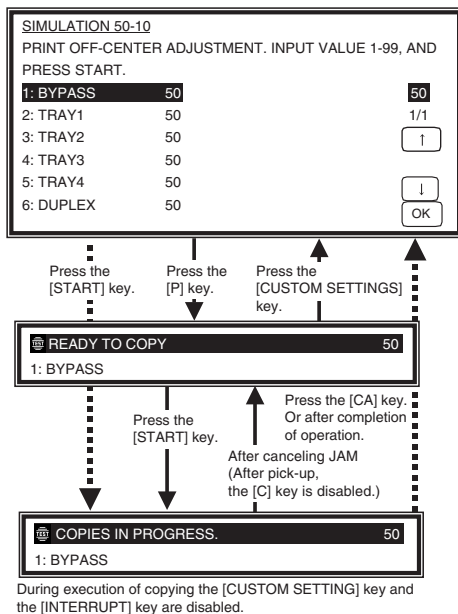 SIMULATION 50-10
PRINT OFF-CENTER ADJUSTMENT. INPUT VALUE 1-99, AND
PRESS START.
1: BYPASS 50 50
2: TRAY1 50 1/1
3: TRAY2 50 ↑
4: TRAY3 50
5: TRAY4 50 ↓
6: DUPLEX 50 OK
Press the
[START] key.
Press the
[P] key.
Press the
[CUSTOM SETTINGS]
key.
TEST READY TO COPY 50
1: BYPASS
Press the
[START] key.
Press the [CA] key.
Or after completion
of operation.
After canceling JAM
(After pick-up,
the [C] key is disabled.)
TEST COPIES IN PROGRESS. 50
1: BYPASS
During execution of copying the [CUSTOM SETTING] key and
the [INTERRUPT] key are disabled.